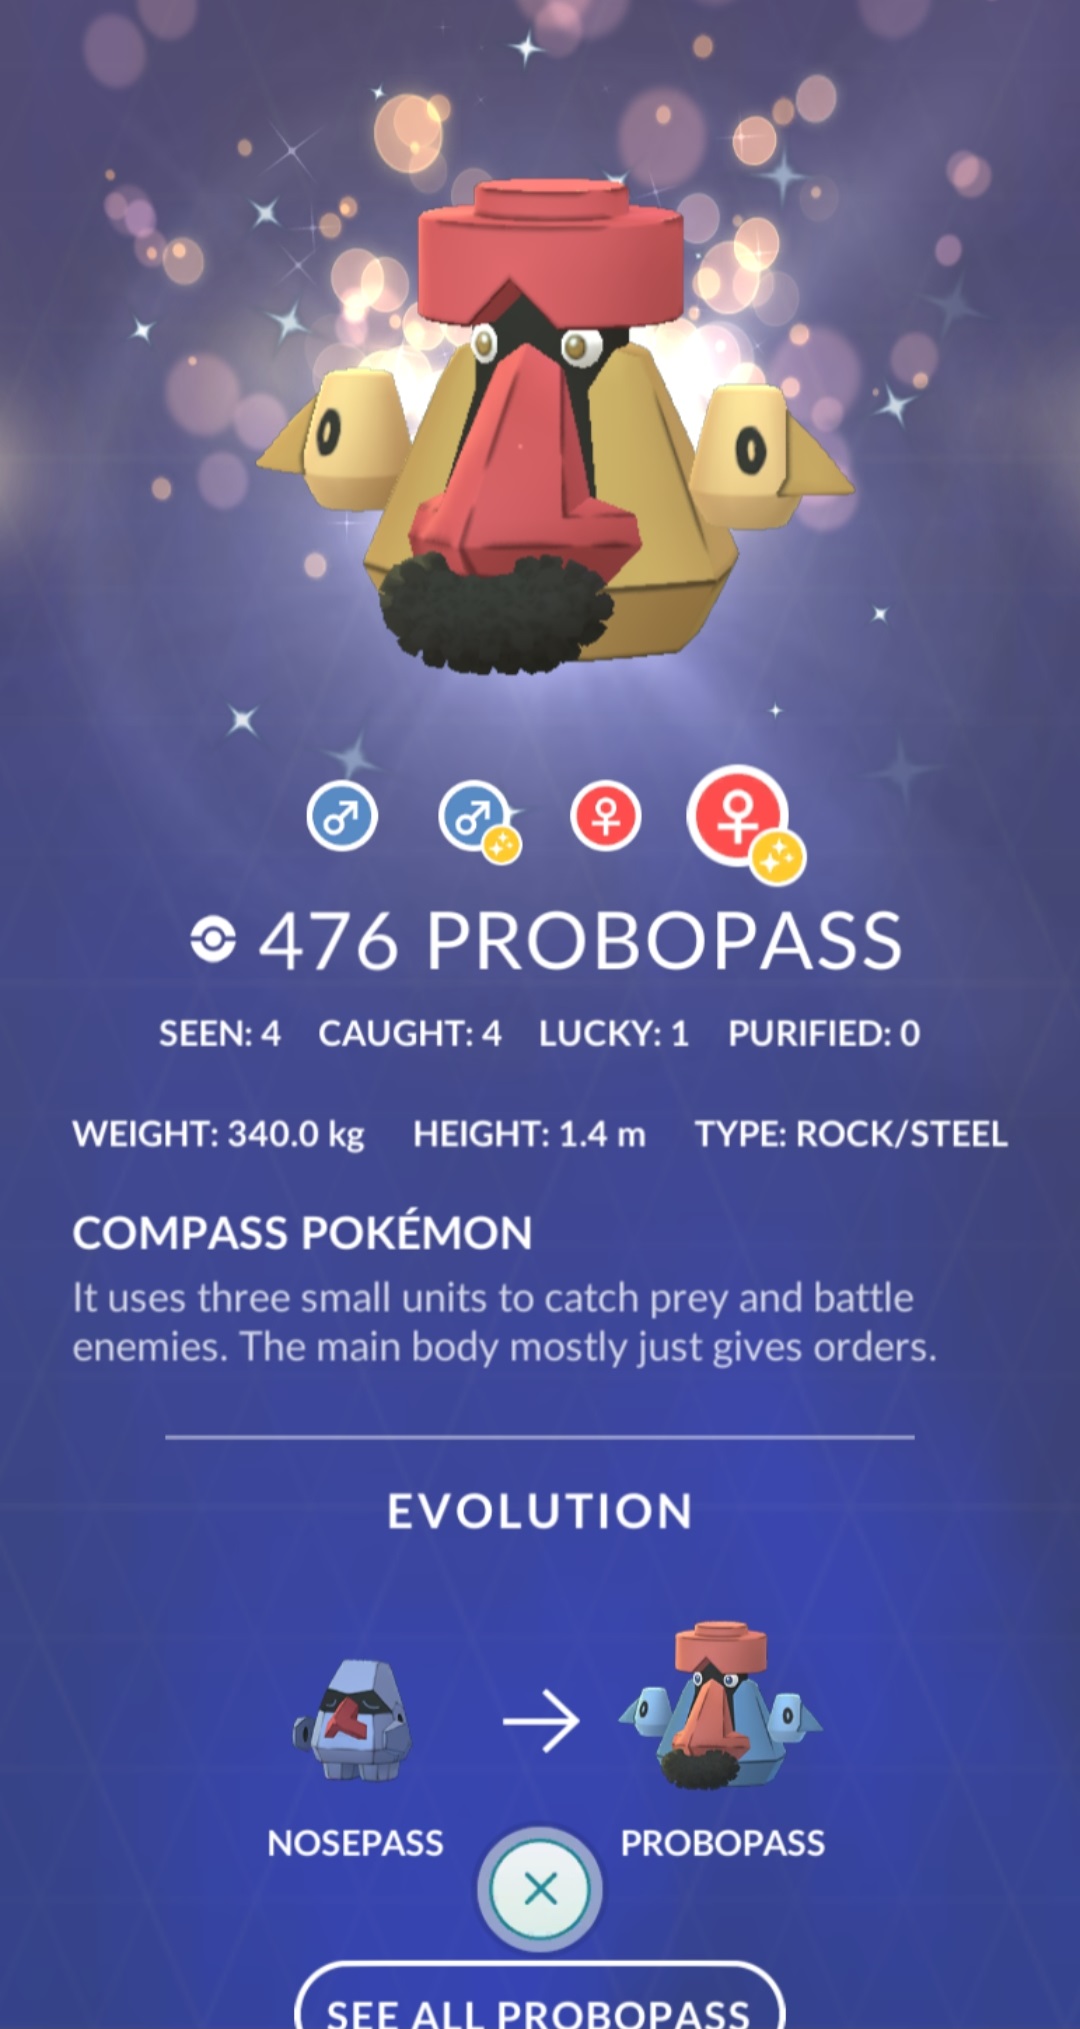 476 PROBOPASS
SEEN: 4 CAUGHT: 4 LUCKY: 1 PURIFIED: 0
WEIGHT: 340.0 kg HEIGHT: 1.4 m TYPE: ROCK/STEEL
COMPASS POKÉMON
It uses three small units to catch prey and battle
enemies. The main body mostly just gives orders.
EVOLUTION
NOSEPASS PROBOPASS
SEE ALL PROBOPASS